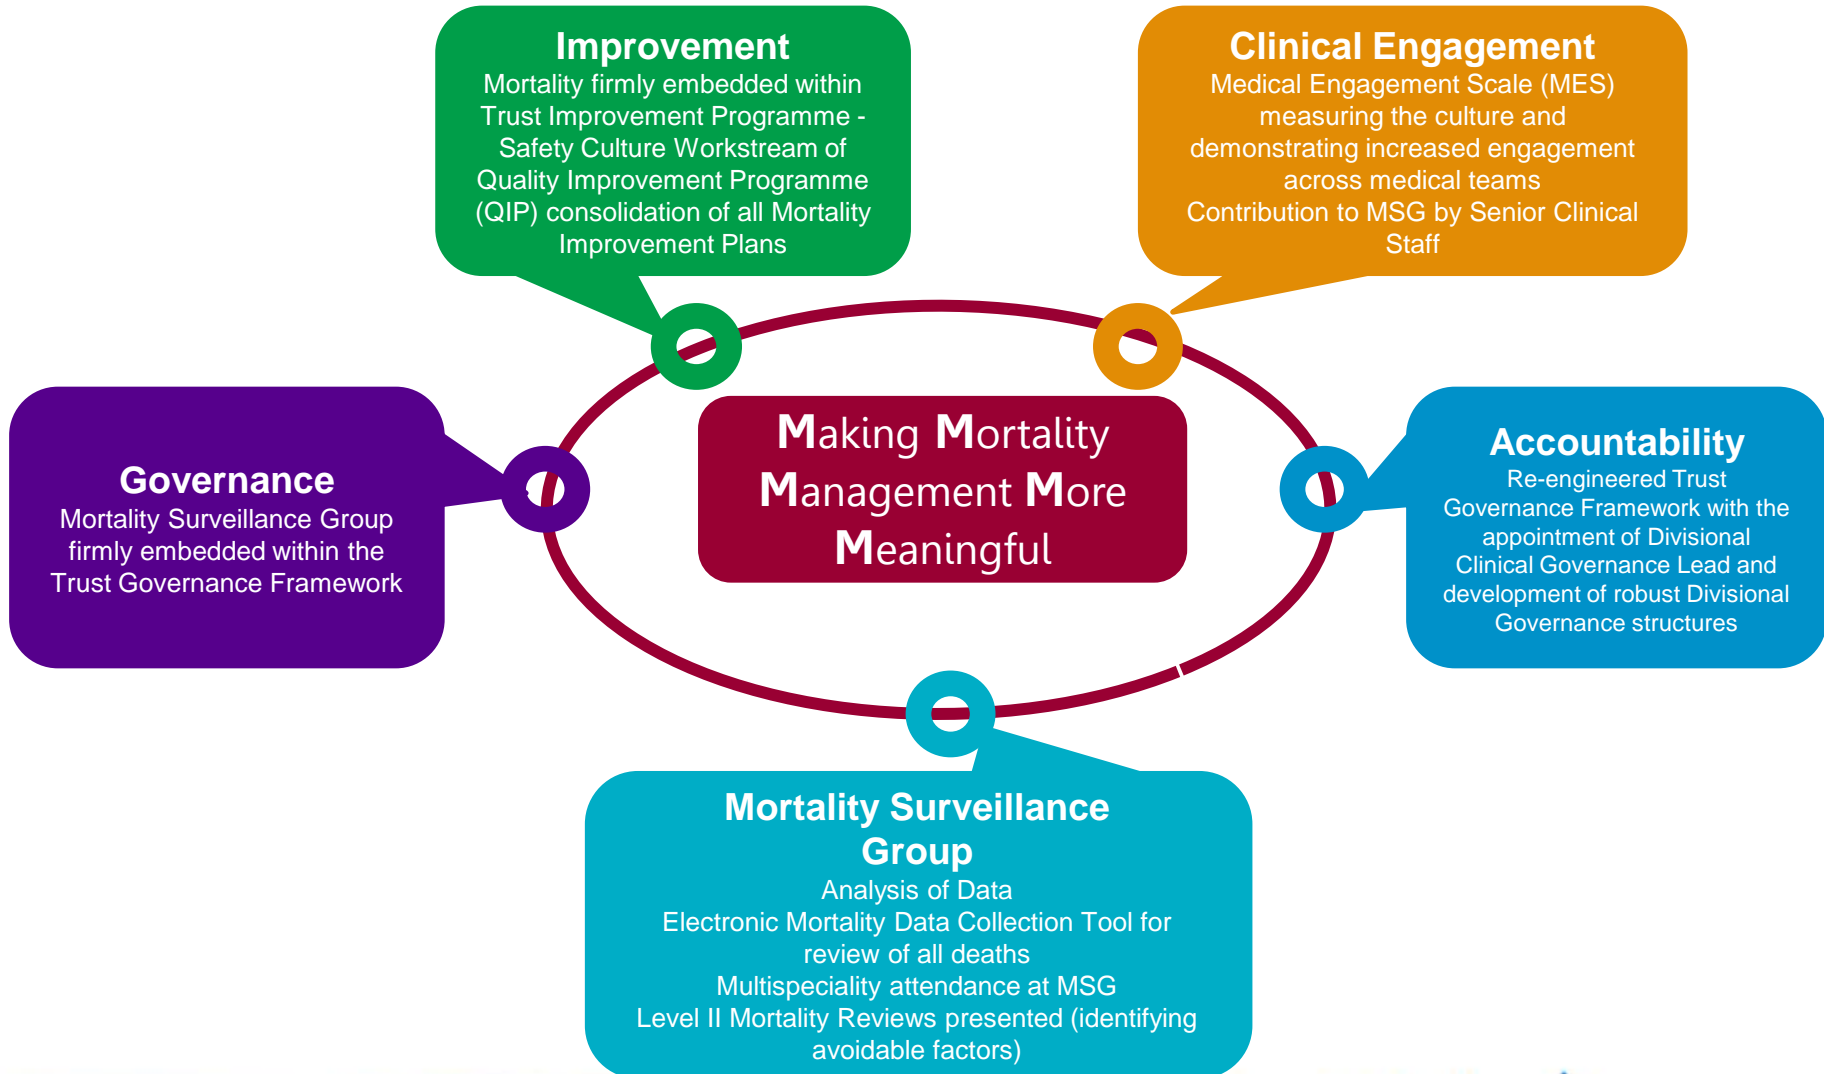 Improvement
Mortality firmly embedded within
Trust Improvement Programme -
Safety Culture Workstream of
Quality Improvement Programme
(QIP) consolidation of all Mortality
Improvement Plans
Clinical Engagement
Medical Engagement Scale (MES)
measuring the culture and
demonstrating increased engagement
across medical teams
Contribution to MSG by Senior Clinical
Staff
Governance
Mortality Surveillance Group
firmly embedded within the
Trust Governance Framework
Making Mortality
Management More
Meaningful
Accountability
Re-engineered Trust
Governance Framework with the
appointment of Divisional
Clinical Governance Lead and
development of robust Divisional
Governance structures
Mortality Surveillance
Group
Analysis of Data
Electronic Mortality Data Collection Tool for
review of all deaths
Multispeciality attendance at MSG
Level II Mortality Reviews presented (identifying
avoidable factors)